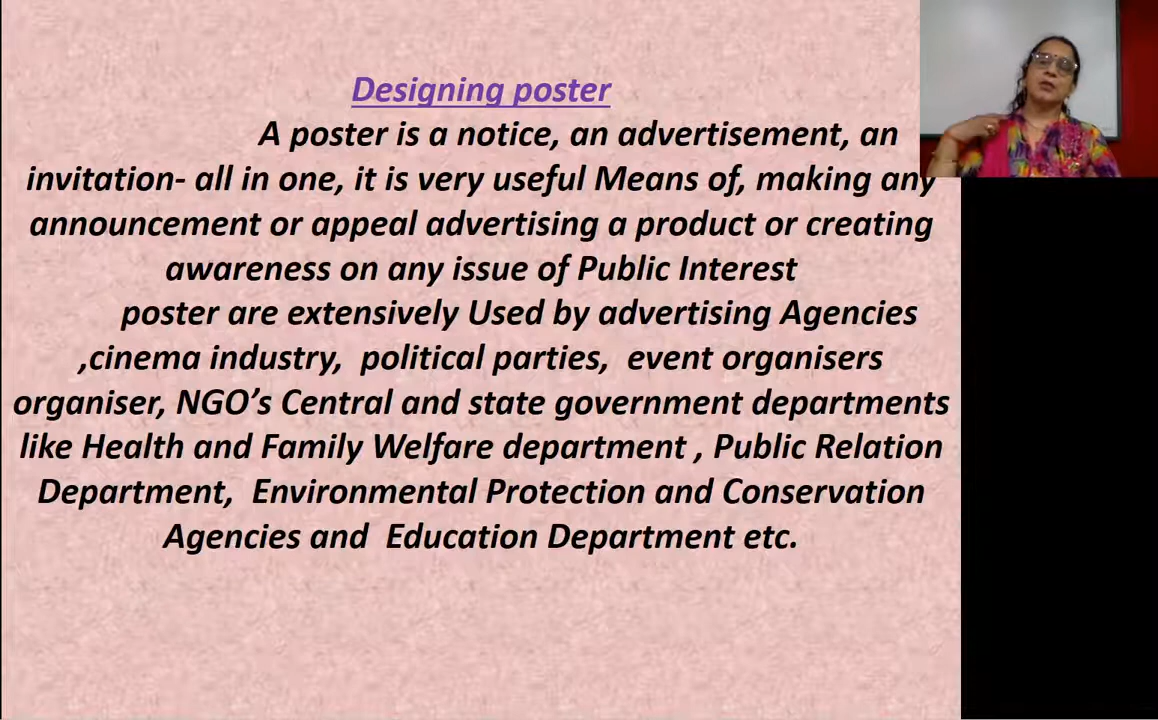 Designing poster
A poster is a notice, an advertisement, an
invitation- all in one, it is very useful Means of, making any
announcement or appeal advertising a product or creating
awareness on any issue of Public Interest
poster are extensively Used by advertising Agencies
,cinema industry, political parties, event organisers
organiser, NGO’s Central and state government departments
like Health and Family Welfare department , Public Relation
Department, Environmental Protection and Conservation
Agencies and Education Department etc.